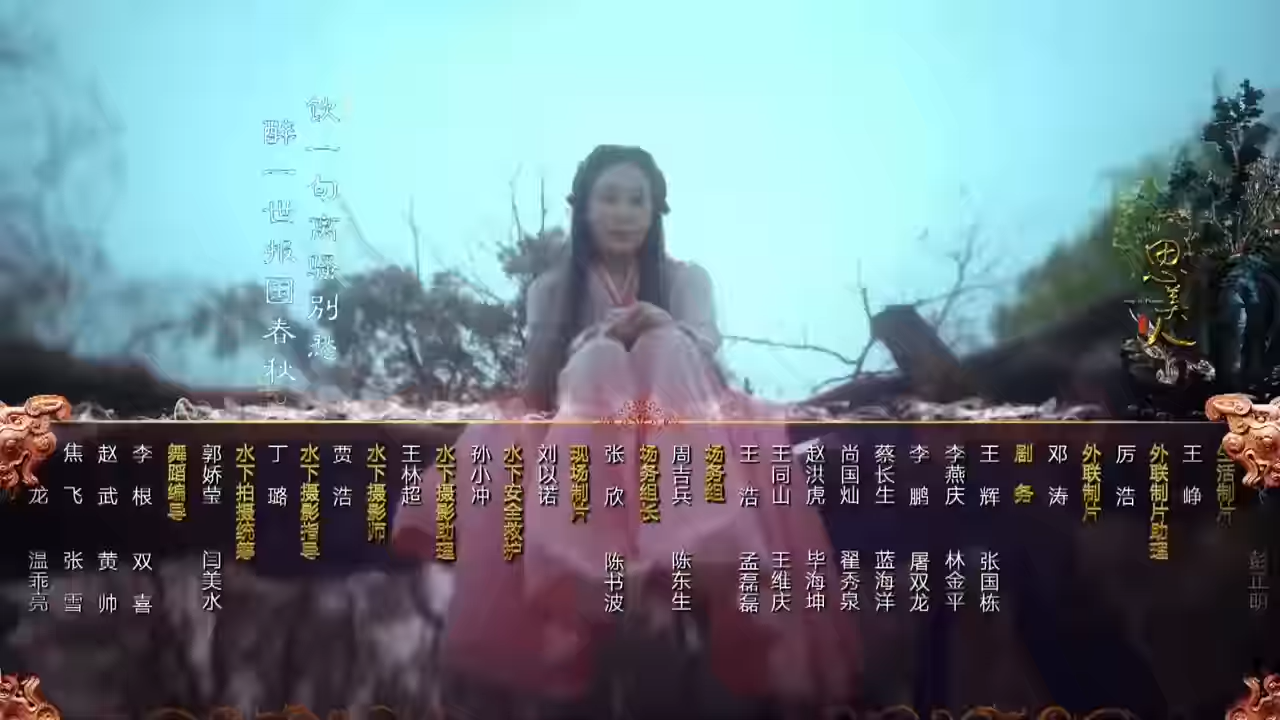 思美人
饮一句离骚别愁
醉一世报国春秋
生活制片
彭正明
王峥
外联制片助理
厉浩
外联制片
邓涛
剧务
王辉 张国栋
李燕庆 林金平
李鹏 屠双龙
蔡长生 蓝海洋
尚国灿 翟秀泉
赵洪虎 毕海坤
王同山 王维庆
王浩 孟磊磊
场务组
周吉兵 陈东生
场务组长
张欣 陈书波
现场制片
刘以诺
水下安全救护
孙小冲
水下摄影助理
王林超
水下摄影师
贾浩
水下摄影指导
丁璐
水下拍摄统筹
郭娇莹 闫美水
舞蹈编导
李根 双喜
赵武 黄帅
焦飞 张雪
龙 温乖亮